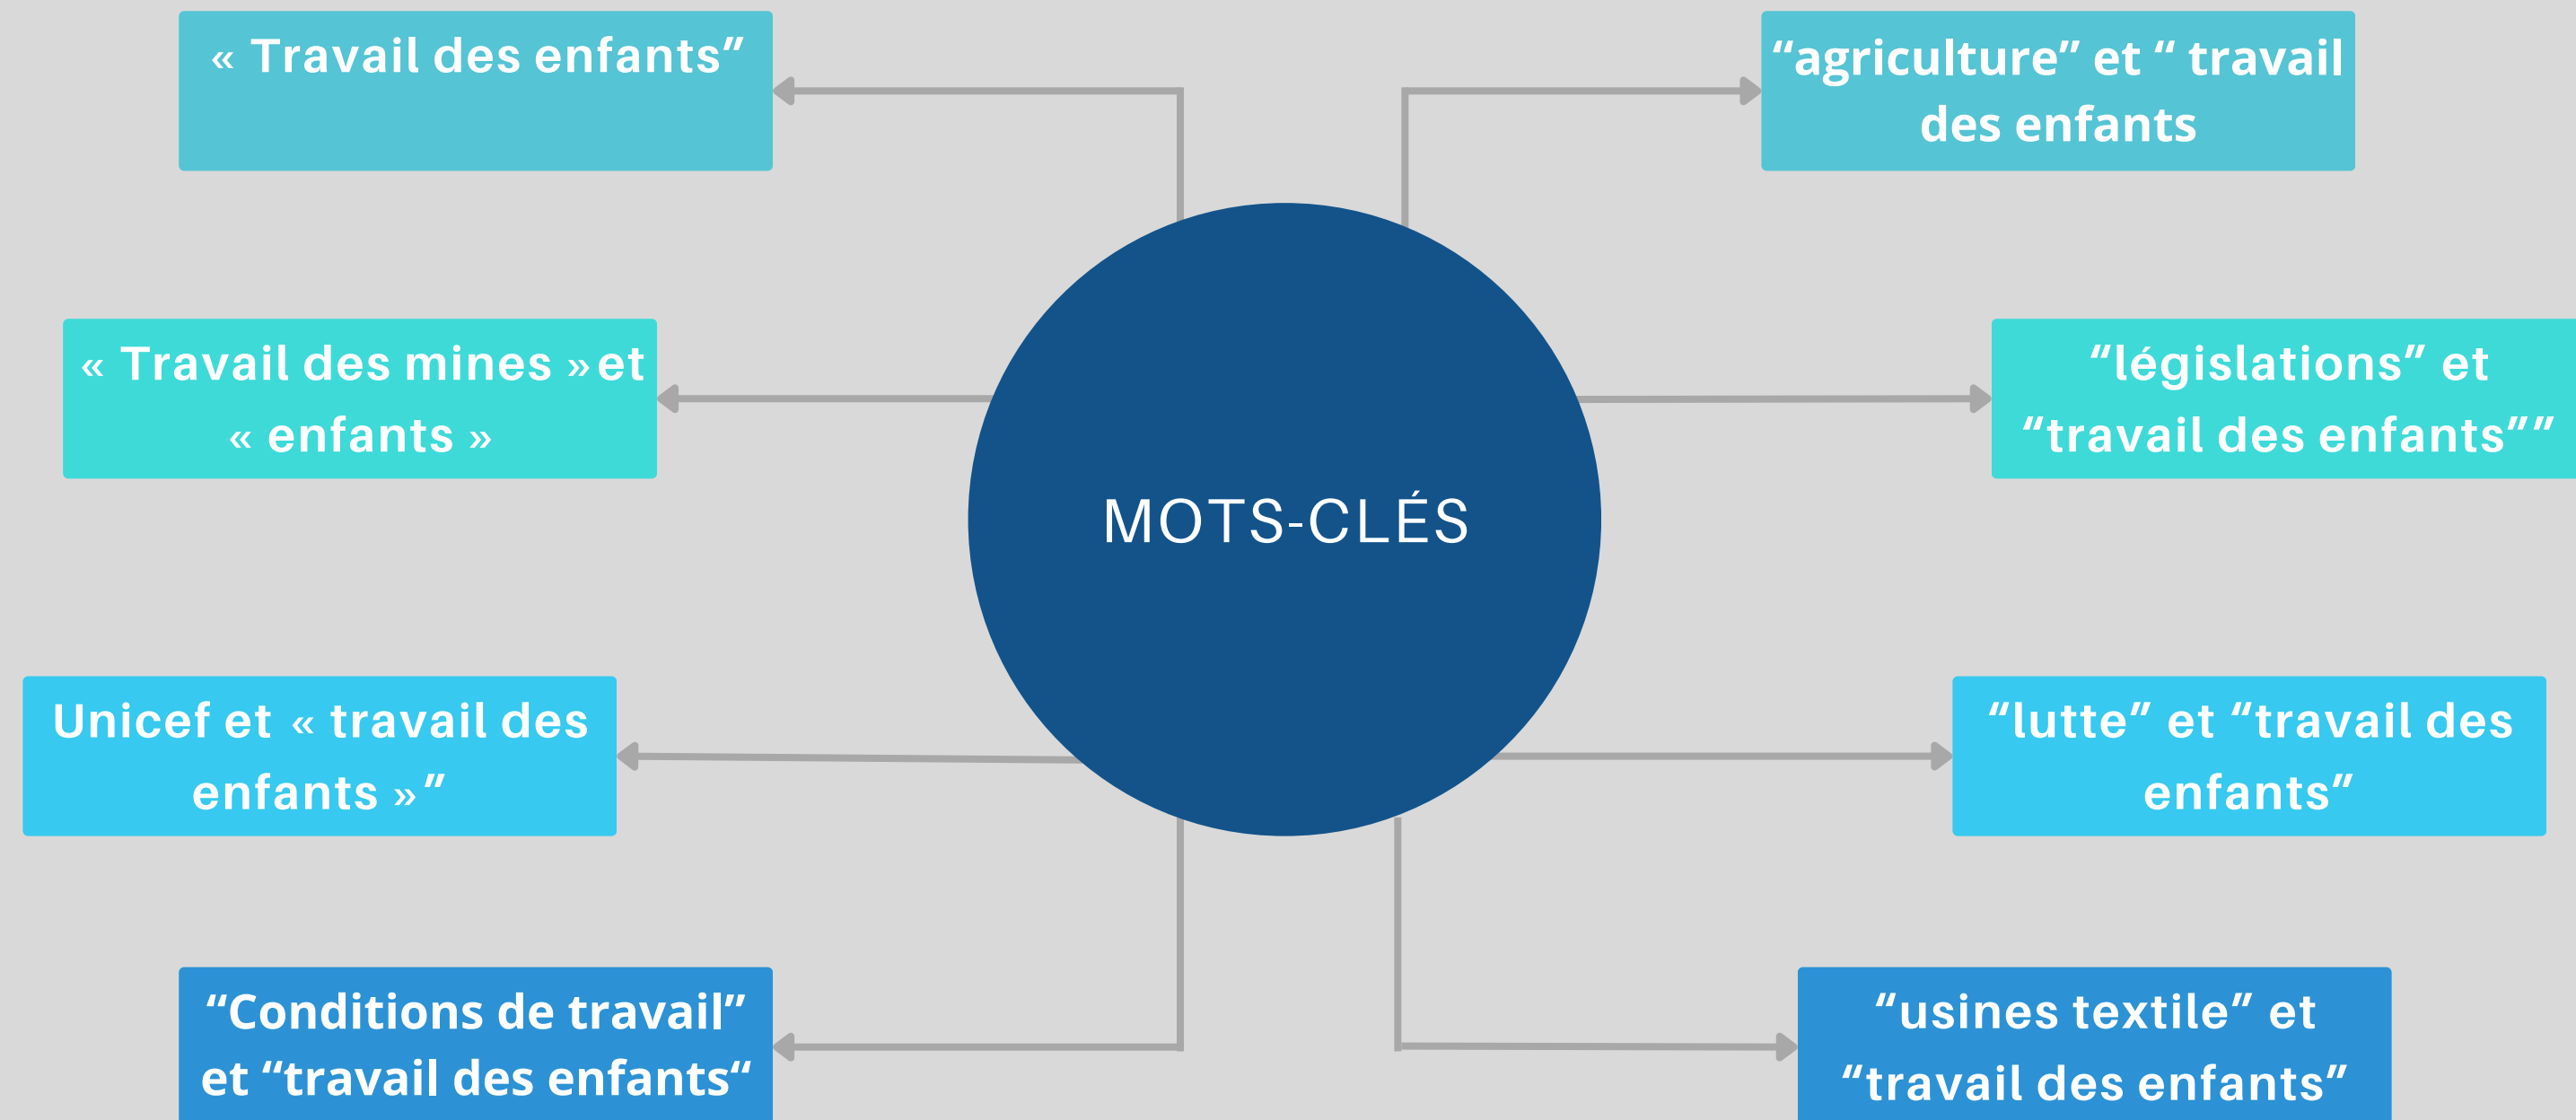 « Travail des enfants”
“agriculture” et “ travail
des enfants
« Travail des mines » et
« enfants »
“législations” et
“travail des enfants””
MOTS-CLÉS
Unicef et « travail des
enfants »”
“lutte” et “travail des
enfants”
“Conditions de travail”
et “travail des enfants“
“usines textile” et
“travail des enfants”